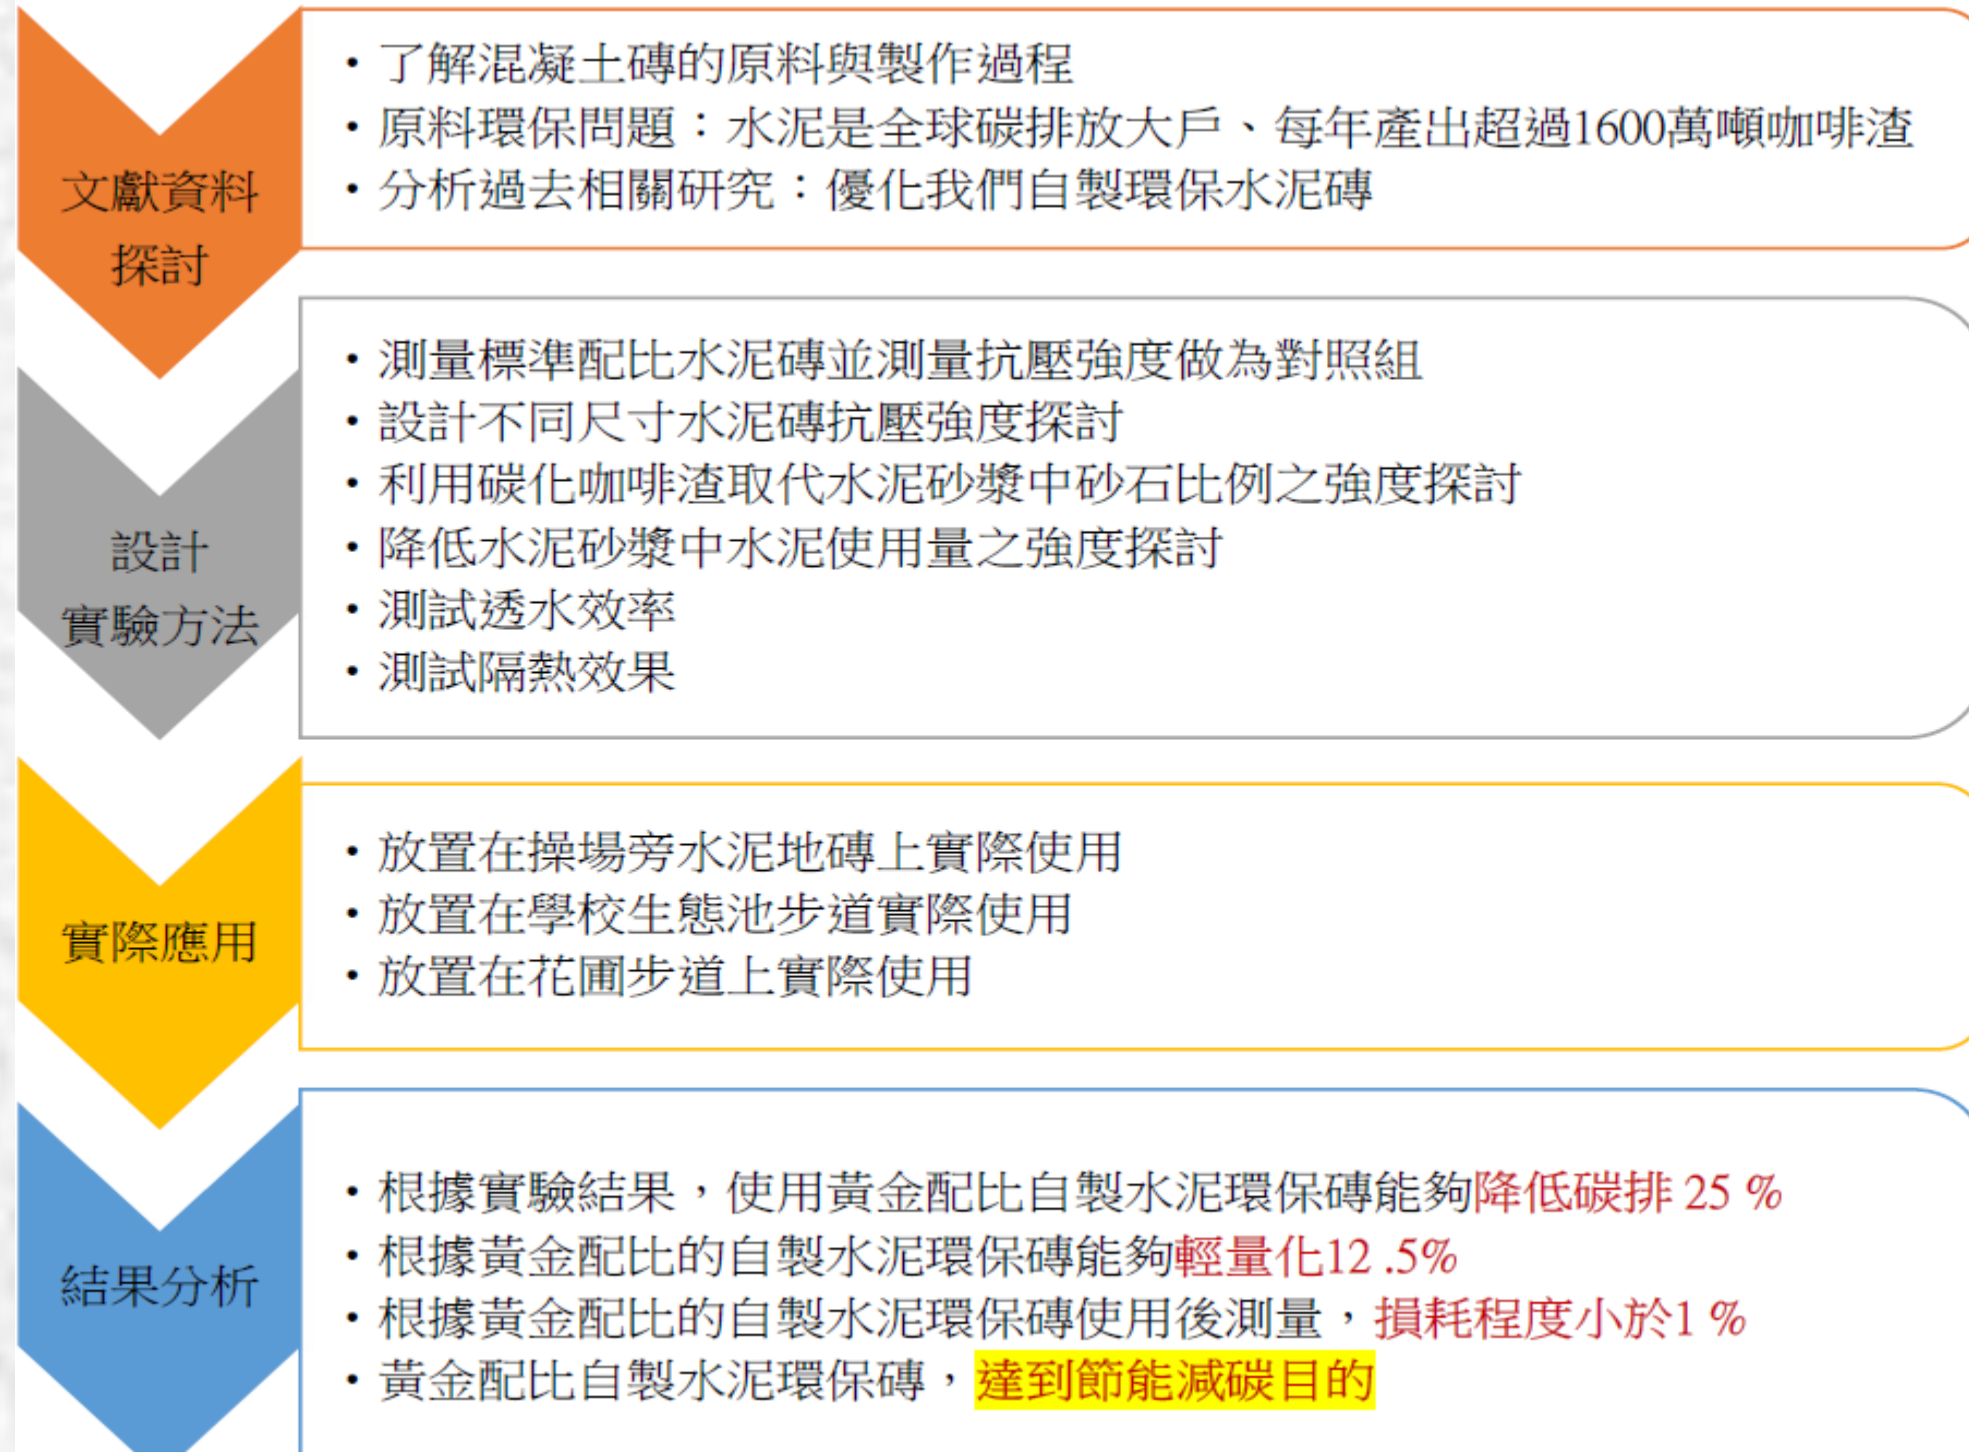 文獻資料
探討
• 了解混凝土磚的原料與製作過程
• 原料環保問題：水泥是全球碳排放大戶、每年產出超過1600萬噸咖啡渣
• 分析過去相關研究：優化我們自製環保水泥磚
設計
實驗方法
• 測量標準配比水泥磚並測量抗壓強度做為對照組
• 設計不同尺寸水泥磚抗壓強度探討
• 利用碳化咖啡渣取代水泥砂漿中砂石比例之強度探討
• 降低水泥砂漿中水泥使用量之強度探討
• 測試透水效率
• 測試隔熱效果
實際應用
• 放置在操場旁水泥地磚上實際使用
• 放置在學校生態池步道實際使用
• 放置在花圃步道上實際使用
結果分析
• 根據實驗結果，使用黃金配比自製水泥環保磚能夠降低碳排 25 %
• 根據黃金配比的自製水泥環保磚能夠輕量化12 .5%
• 根據黃金配比的自製水泥環保磚使用後測量，損耗程度小於1 %
• 黃金配比自製水泥環保磚，達到節能減碳目的